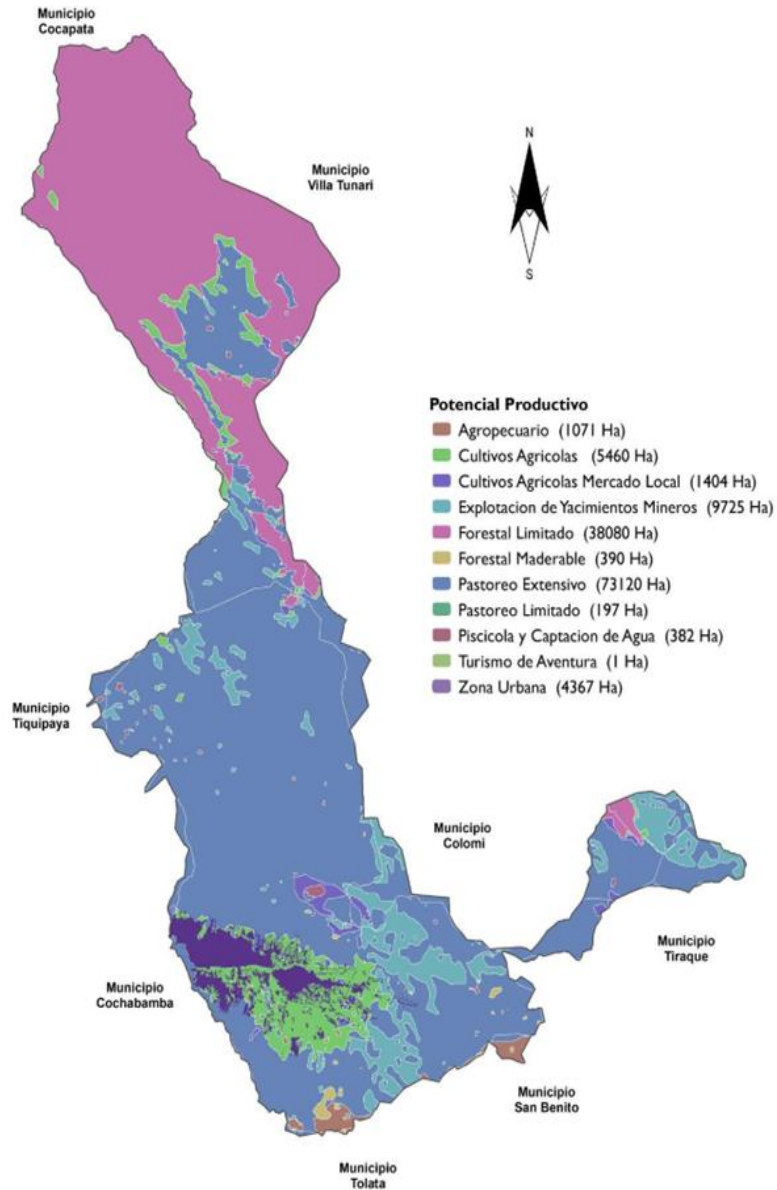 Municipio
Cocapata
Municipio
Villa Tunari
N
S
Potencial Productivo
Agropecuario (1071 Ha)
Cultivos Agricolas (5460 Ha)
Cultivos Agricolas Mercado Local (1404 Ha)
Explotacion de Yacimientos Mineros (9725 Ha)
Forestal Limitado (38080 Ha)
Forestal Maderable (390 Ha)
Pastoreo Extensivo (73120 Ha)
Pastoreo Limitado (197 Ha)
Piscicola y Captacion de Agua (382 Ha)
Turismo de Aventura (1 Ha)
Zona Urbana (4367 Ha)
Municipio
Tiquipaya
Municipio
Colomi
Municipio
Tiraque
Municipio
Cochabamba
Municipio
San Benito
Municipio
Tolata